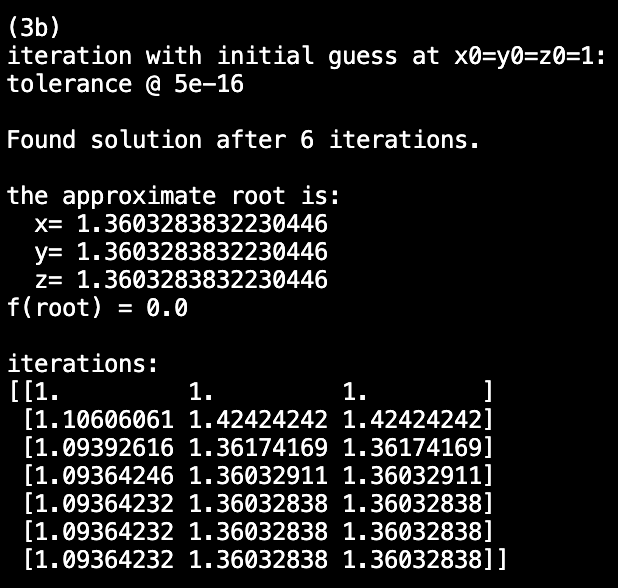 (3b)
iteration with initial guess at x0=y0=z0=1:
tolerance @ 5e-16
Found solution after 6 iterations.
the approximate root is:
  x= 1.3603283832230446
  y= 1.3603283832230446
  z= 1.3603283832230446
f(root) = 0.0
iterations:
[[1.         1.         1.        ]
 [1.10606061 1.42424242 1.42424242]
 [1.09392616 1.36174169 1.36174169]
 [1.09364246 1.36032911 1.36032911]
 [1.09364232 1.36032838 1.36032838]
 [1.09364232 1.36032838 1.36032838]
 [1.09364232 1.36032838 1.36032838]]